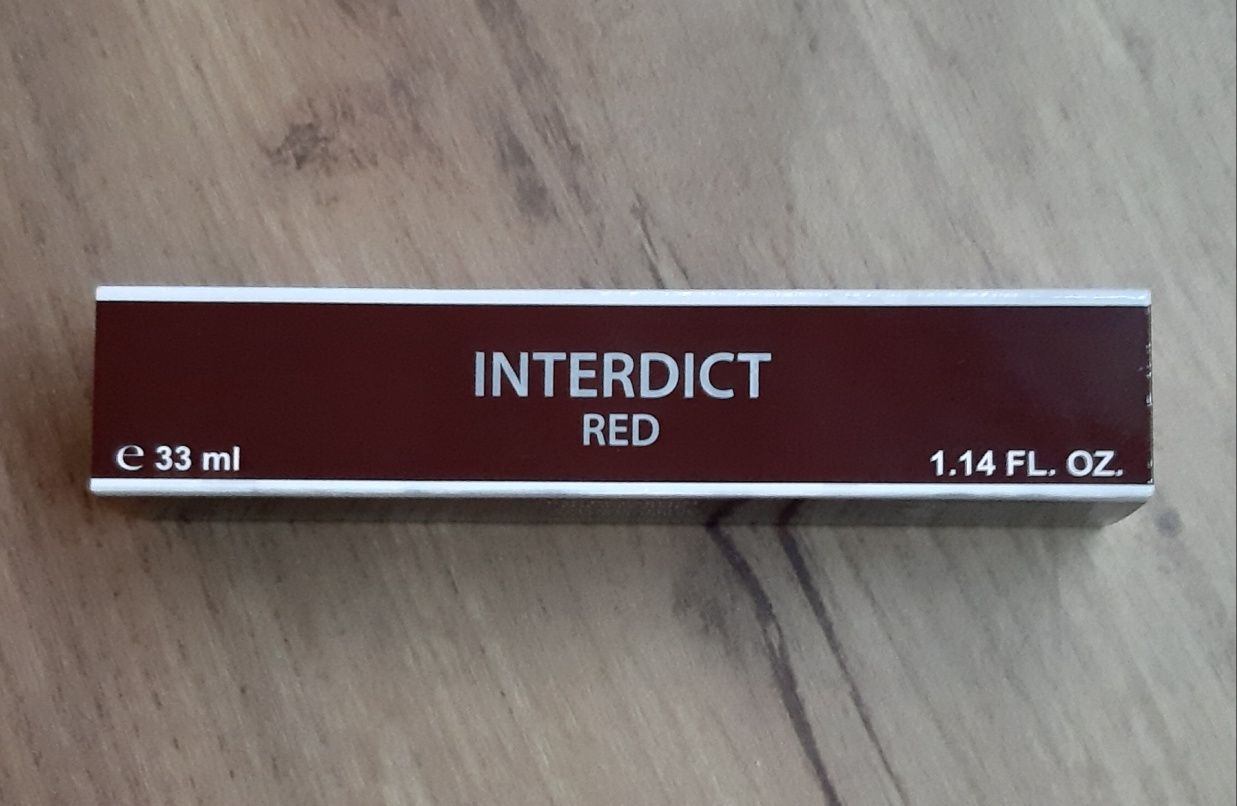 INTERDICT
RED
℮ 33 ml
1.14 FL. OZ.